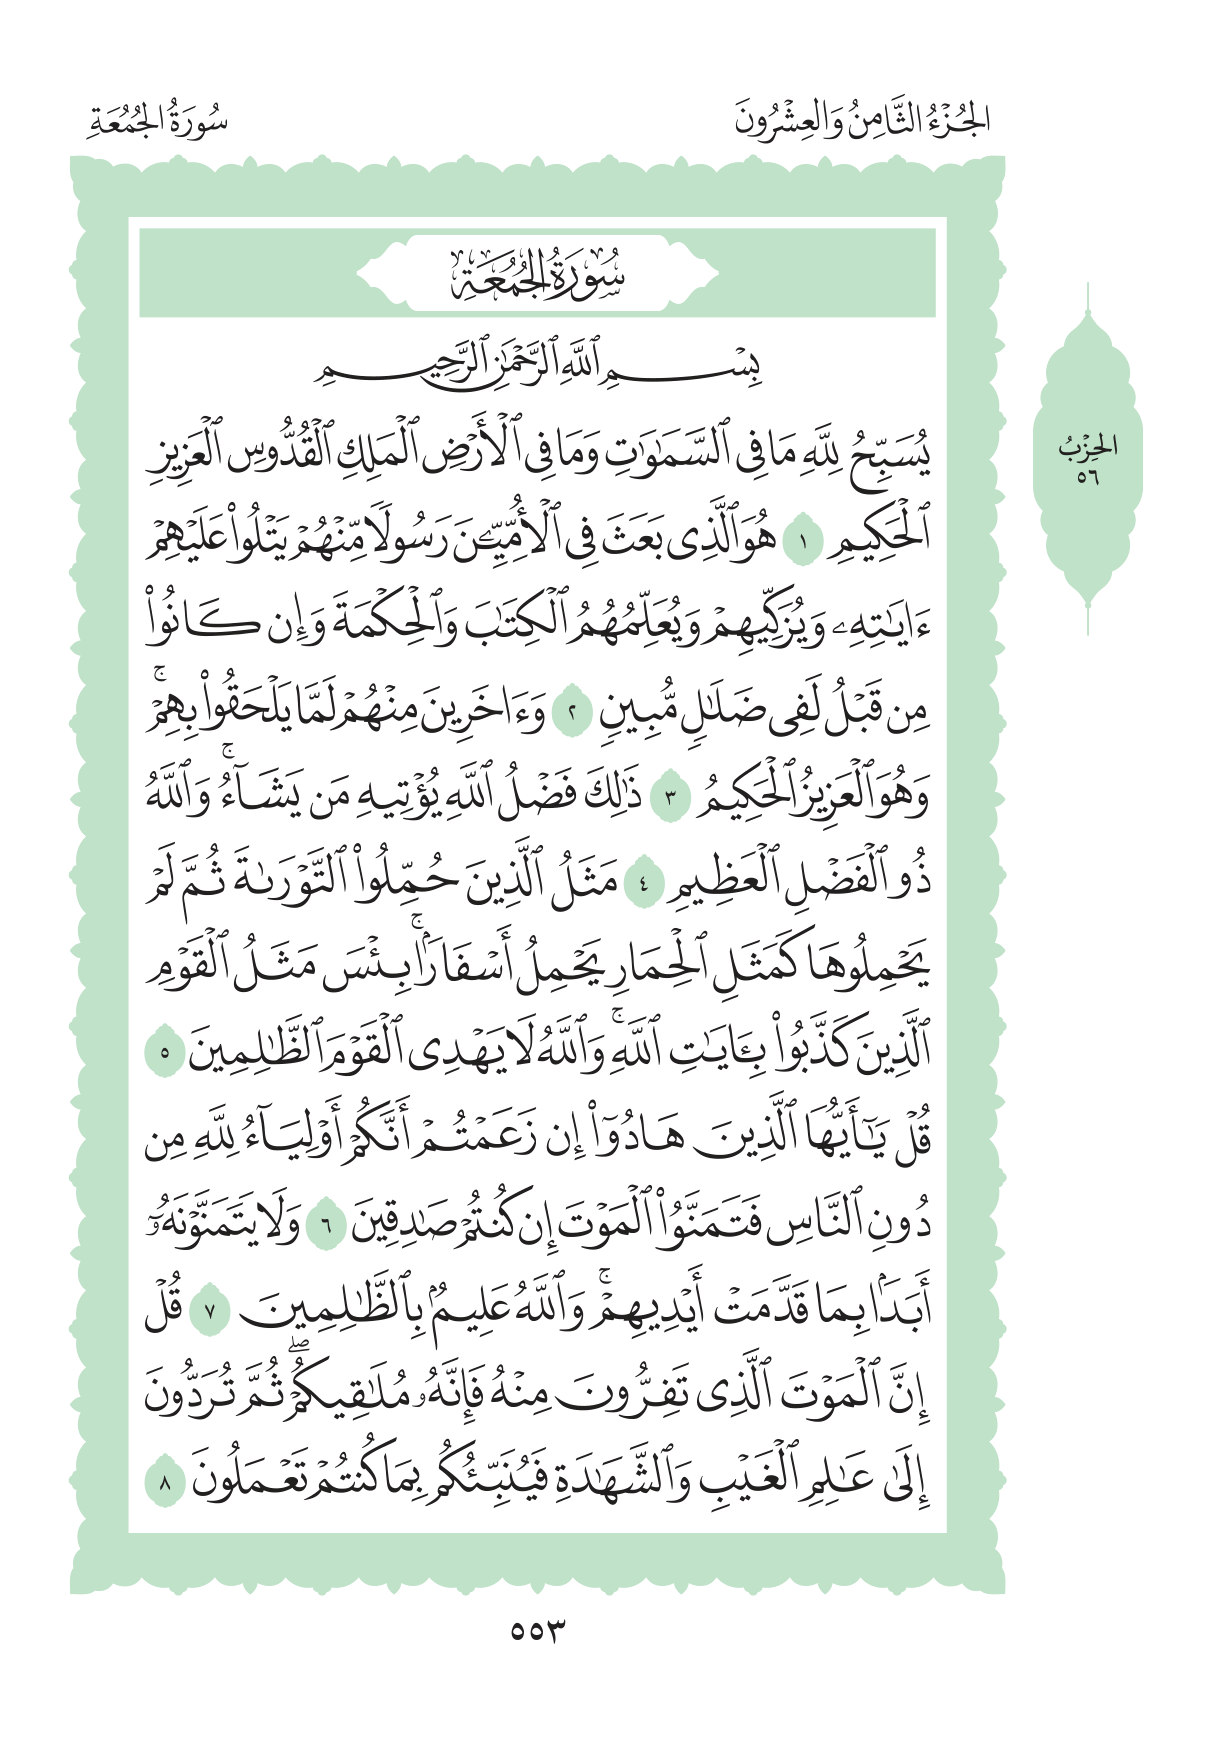 الجُزْءُ الثَّامِنُ وَالعِشْرُونَ
سُورَةُ الجُمُعَةِ
سُورَةُ الجُمُعَةِ
الحِزْبُ
٥٦
بِسْمِ ٱللَّهِ ٱلرَّحْمَٰنِ ٱلرَّحِيمِ
يُسَبِّحُ لِلَّهِ مَا فِي ٱلسَّمَٰوَٰتِ وَمَا فِي ٱلْأَرْضِ ٱلْمَلِكِ ٱلْقُدُّوسِ ٱلْعَزِيزِ
ٱلْحَكِيمِ ١ هُوَ ٱلَّذِي بَعَثَ فِي ٱلْأُمِّيِّـۧنَ رَسُولًا مِّنْهُمْ يَتْلُوا۟ عَلَيْهِمْ
ءَايَٰتِهِۦ وَيُزَكِّيهِمْ وَيُعَلِّمُهُمُ ٱلْكِتَٰبَ وَٱلْحِكْمَةَ وَإِن كَانُوا۟
مِن قَبْلُ لَفِي ضَلَٰلٍ مُّبِينٍ ٢ وَءَاخَرِينَ مِنْهُمْ لَمَّا يَلْحَقُوا۟ بِهِمْ ۚ
وَهُوَ ٱلْعَزِيزُ ٱلْحَكِيمُ ٣ ذَٰلِكَ فَضْلُ ٱللَّهِ يُؤْتِيهِ مَن يَشَآءُ ۚ وَٱللَّهُ
ذُو ٱلْفَضْلِ ٱلْعَظِيمِ ٤ مَثَلُ ٱلَّذِينَ حُمِّلُوا۟ ٱلتَّوْرَىٰةَ ثُمَّ لَمْ
يَحْمِلُوهَا كَمَثَلِ ٱلْحِمَارِ يَحْمِلُ أَسْفَارًۢا ۚ بِئْسَ مَثَلُ ٱلْقَوْمِ
ٱلَّذِينَ كَذَّبُوا۟ بِـَٔايَٰتِ ٱللَّهِ ۚ وَٱللَّهُ لَا يَهْدِي ٱلْقَوْمَ ٱلظَّٰلِمِينَ ٥
قُلْ يَٰٓأَيُّهَا ٱلَّذِينَ هَادُوٓا۟ إِن زَعَمْتُمْ أَنَّكُمْ أَوْلِيَآءُ لِلَّهِ مِن
دُونِ ٱلنَّاسِ فَتَمَنَّوُا۟ ٱلْمَوْتَ إِن كُنتُمْ صَٰدِقِينَ ٦ وَلَا يَتَمَنَّوْنَهُۥٓ
أَبَدًۢا بِمَا قَدَّمَتْ أَيْدِيهِمْ ۚ وَٱللَّهُ عَلِيمٌۢ بِٱلظَّٰلِمِينَ ٧ قُلْ
إِنَّ ٱلْمَوْتَ ٱلَّذِي تَفِرُّونَ مِنْهُ فَإِنَّهُۥ مُلَٰقِيكُمْ ۖ ثُمَّ تُرَدُّونَ
إِلَىٰ عَٰلِمِ ٱلْغَيْبِ وَٱلشَّهَٰدَةِ فَيُنَبِّئُكُم بِمَا كُنتُمْ تَعْمَلُونَ ٨
٥٥٣